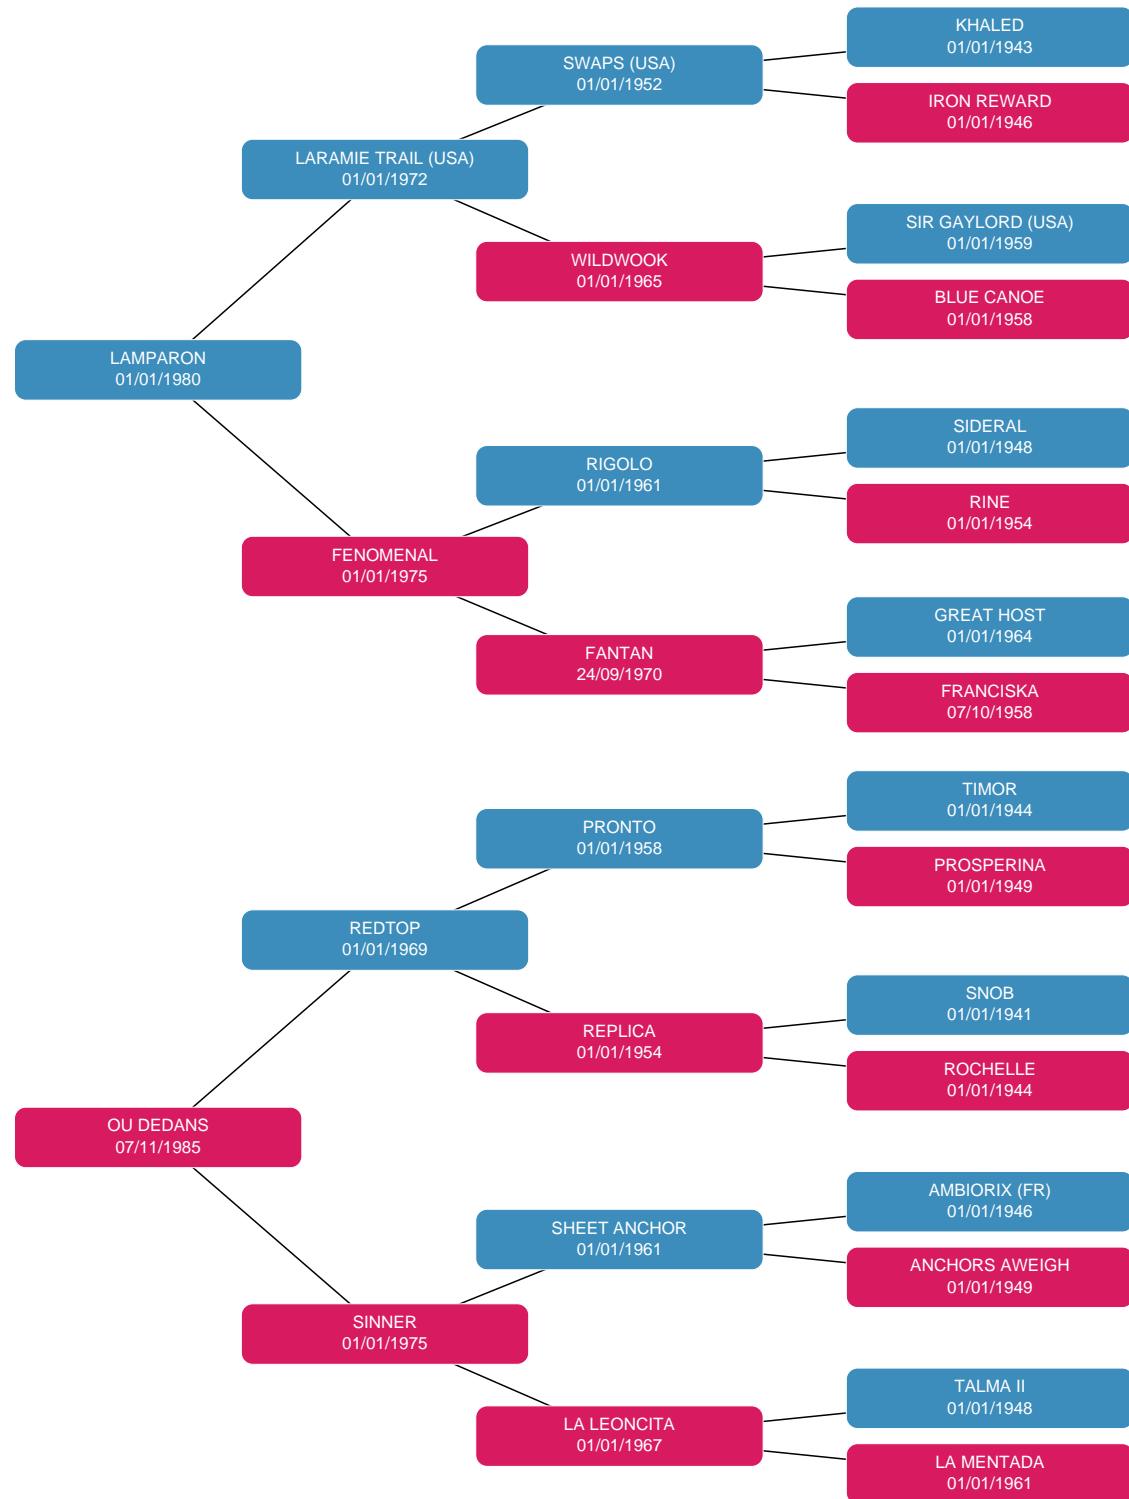 KHALED
01/01/1943
SWAPS (USA)
01/01/1952
IRON REWARD
01/01/1946
LARAMIE TRAIL (USA)
01/01/1972
SIR GAYLORD (USA)
01/01/1959
WILDWOOK
01/01/1965
BLUE CANOE
01/01/1958
LAMPARON
01/01/1980
SIDERAL
01/01/1948
RIGOLO
01/01/1961
RINE
01/01/1954
FENOMENAL
01/01/1975
GREAT HOST
01/01/1964
FANTAN
24/09/1970
FRANCISKA
07/10/1958
TIMOR
01/01/1944
PRONTO
01/01/1958
PROSPERINA
01/01/1949
REDTOP
01/01/1969
SNOB
01/01/1941
REPLICA
01/01/1954
ROCHELLE
01/01/1944
OU DEDANS
07/11/1985
AMBIORIX (FR)
01/01/1946
SHEET ANCHOR
01/01/1961
ANCHORS AWEIGH
01/01/1949
SINNER
01/01/1975
TALMA II
01/01/1948
LA LEONCITA
01/01/1967
LA MENTADA
01/01/1961